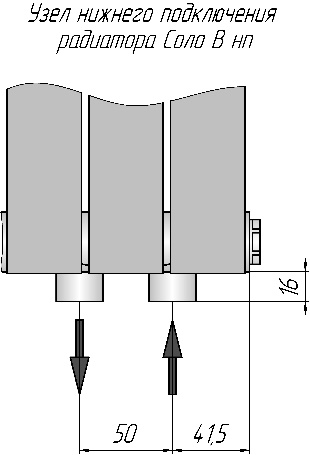 Узел нижнего подключения
радиатора Соло В нп
16
50
41,5